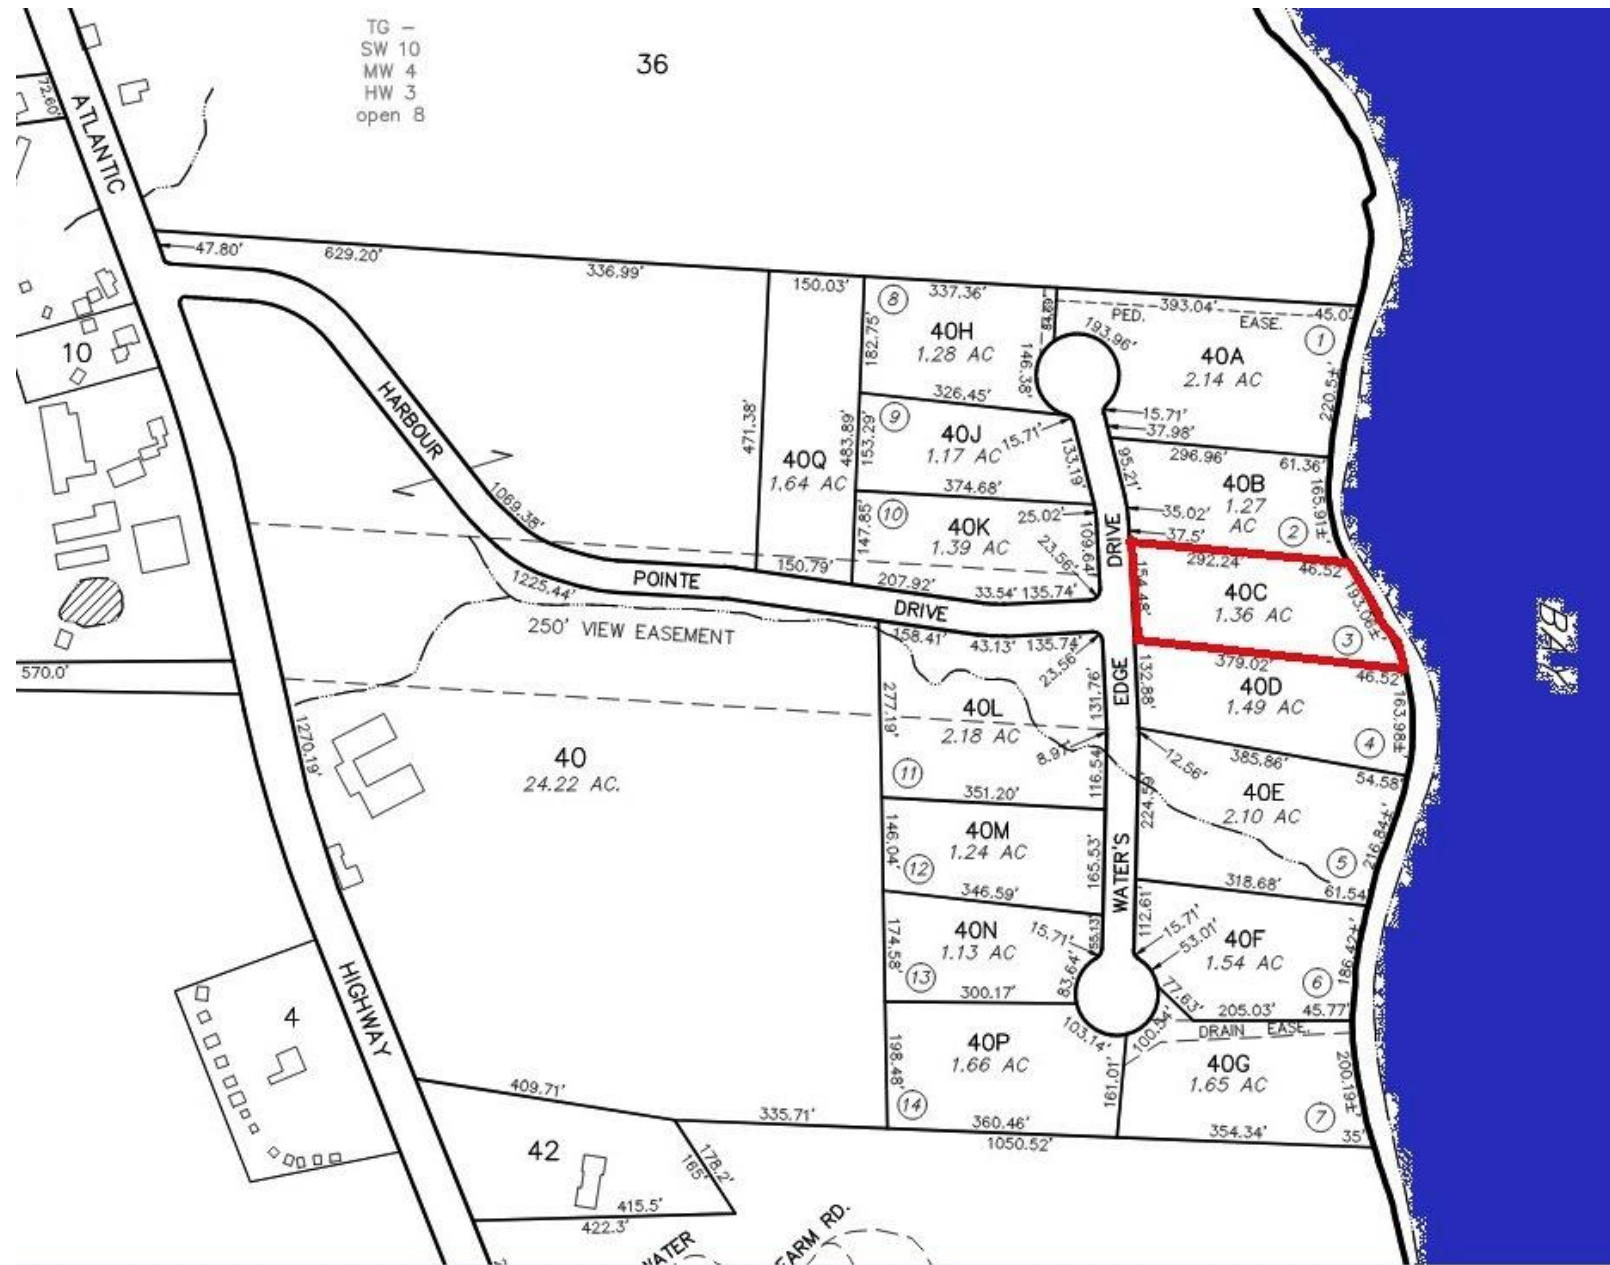 TG –
SW 10
MW 4
HW 3
open 8
36
72.60'
ATLANTIC
47.80'
629.20'
336.99'
150.03'
337.36'
393.04'
45.0'
PED.
EASE.
193.96'
8
40H
1.28 AC
182.75'
146.38'
1
40A
2.14 AC
220.5'±
10
HARBOUR
326.45'
9
40J
1.17 AC
15.71'
15.71'
37.98'
471.38'
483.89'
153.29'
133.19'
95.21'
296.96'
61.36'
40Q
1.64 AC
374.68'
40B
1.27
AC
165.91±'
1069.38'
10
40K
1.39 AC
147.85'
25.02'
35.02'
37.5'
2
109.64'
23.56'
DRIVE
292.24'
46.52'
150.79'
207.92'
33.54'
135.74'
154.48'
40C
1.36 AC
193.06±'
3
POINTE
DRIVE
1225.44'
250' VIEW EASEMENT
158.41'
43.13'
135.74'
23.56'
BAY
570.0'
379.02'
46.52'
277.19'
40L
2.18 AC
131.76'
EDGE
132.88'
40D
1.49 AC
163.98±'
4
8.97'
12.56'
385.86'
54.58'
1270.19'
40
24.22 AC.
11
116.54'
351.20'
40E
2.10 AC
216.84±'
5
146.04'
40M
1.24 AC
12
165.53'
WATER'S
346.59'
318.68'
61.54'
112.61'
174.58'
40N
1.13 AC
15.71'
55.13'
15.71'
53.01'
40F
1.54 AC
186.42±'
6
13
83.64'
300.17'
77.63'
205.03'
45.77'
HIGHWAY
4
103.14'
100.54'
DRAIN EASE.
198.48'
40P
1.66 AC
14
161.01'
40G
1.65 AC
200.19±'
7
409.71'
335.71'
360.46'
1050.52'
354.34'
35'
42
178.2'
165'
415.5'
422.3'
WATER
FARM RD.